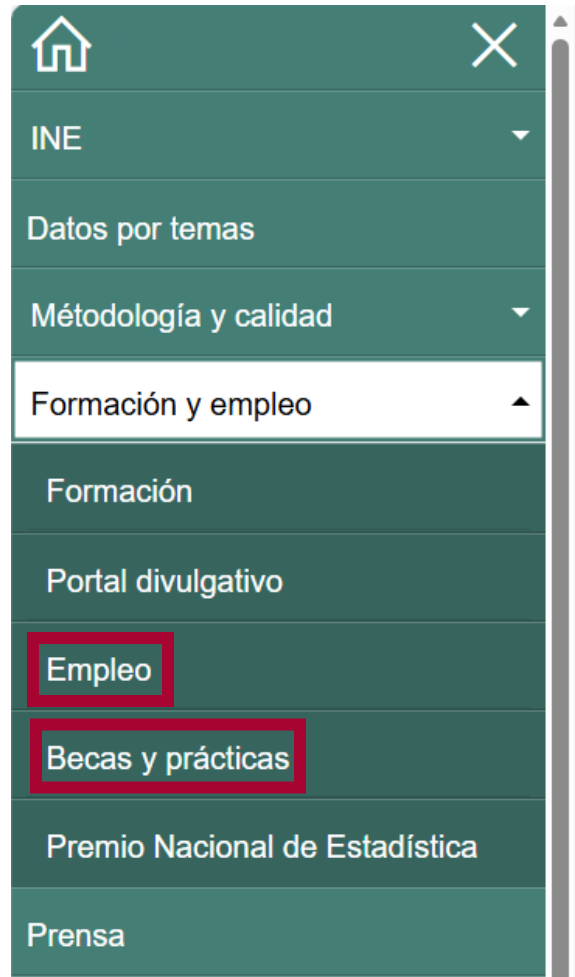 INE
Datos por temas
Métodología y calidad
Formación y empleo
Formación
Portal divulgativo
Empleo
Becas y prácticas
Premio Nacional de Estadística
Prensa